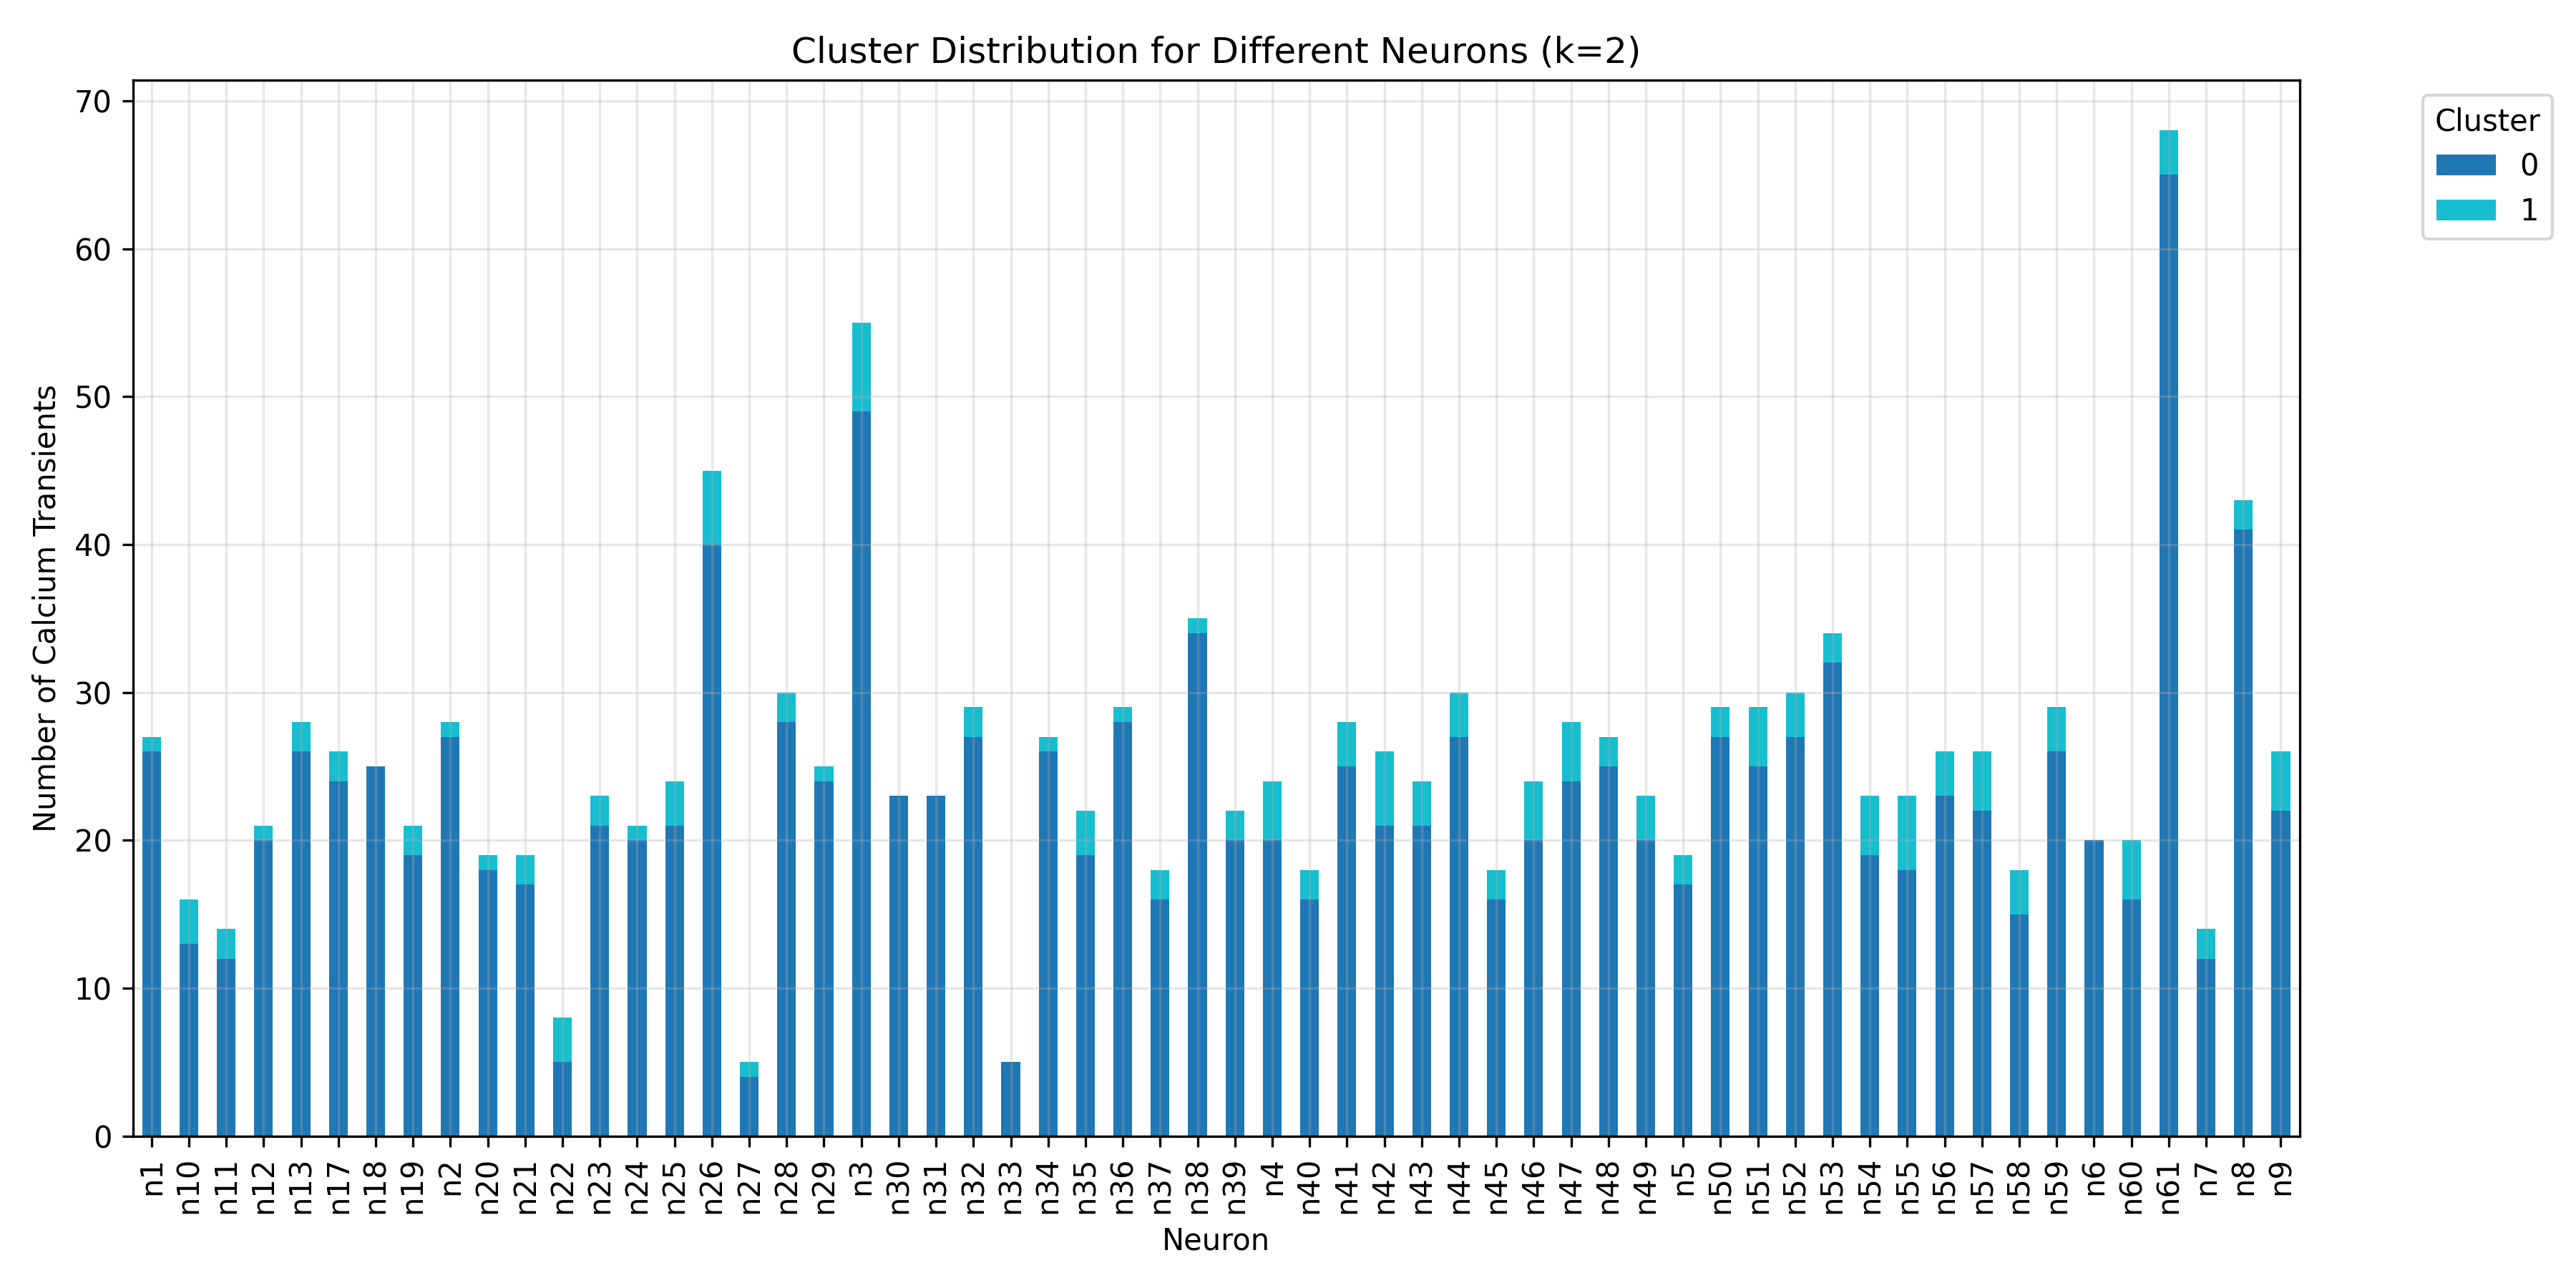 Cluster Distribution for Different Neurons (k=2)
Number of Calcium Transients
70
60
50
40
30
20
10
0
n1 n10 n11 n12 n13 n17 n18 n19 n2 n20 n21 n22 n23 n24 n25 n26 n27 n28 n29 n3 n30 n31 n32 n33 n34 n35 n36 n37 n38 n39 n4 n40 n41 n42 n43 n44 n45 n46 n47 n48 n49 n5 n50 n51 n52 n53 n54 n55 n56 n57 n58 n59 n6 n60 n61 n7 n8 n9
Neuron
Cluster
0
1